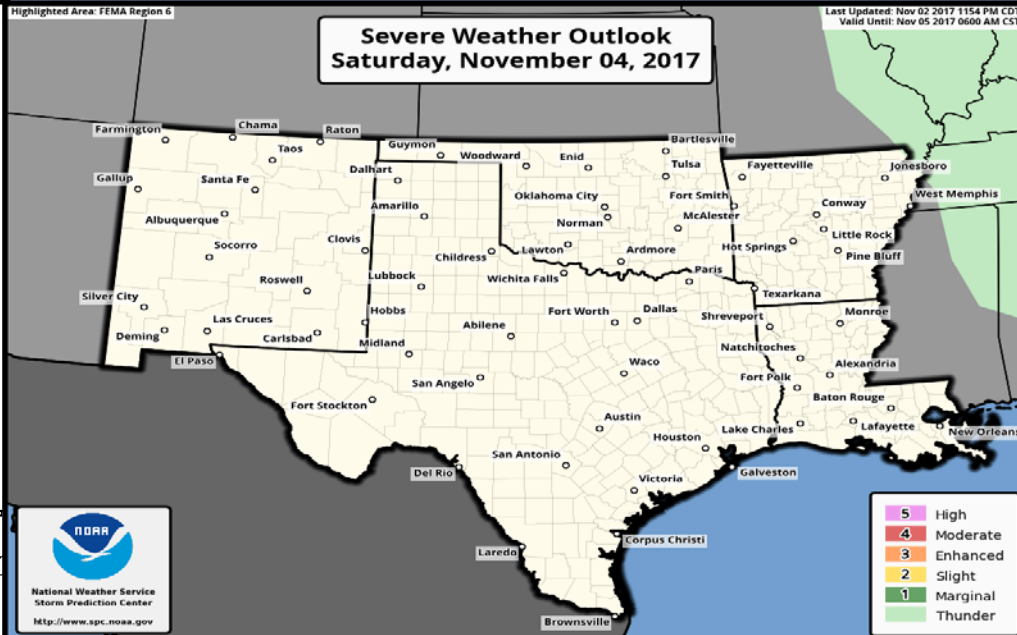 Highlighted Area: FEMA Region 6
Last Updated: Nov 02 2017 1154 PM CDT
Valid Until: Nov 05 2017 0600 AM CST
Severe Weather Outlook
Saturday, November 04, 2017
Farmington
Chama
Raton
Taos
Guymon
Woodward
Enid
Bartlesville
Tulsa
Fayetteville
Jonesboro
Gallup
Santa Fe
Dalhart
Amarillo
Oklahoma City
Norman
Fort Smith
McAlester
Conway
West Memphis
Albuquerque
Socorro
Clovis
Childress
Lawton
Ardmore
Hot Springs
Little Rock
Pine Bluff
Roswell
Lubbock
Wichita Falls
Paris
Texarkana
Silver City
Deming
Las Cruces
Carlsbad
Hobbs
Midland
Abilene
Fort Worth
Dallas
Shreveport
Monroe
El Paso
San Angelo
Waco
Natchitoches
Fort Polk
Alexandria
Baton Rouge
Fort Stockton
Austin
Houston
Lake Charles
Lafayette
New Orleans
Del Rio
San Antonio
Victoria
Galveston
Laredo
Corpus Christi
Brownsville
NOAA
National Weather Service
Storm Prediction Center
http://www.spc.noaa.gov
5 High
4 Moderate
3 Enhanced
2 Slight
1 Marginal
Thunder